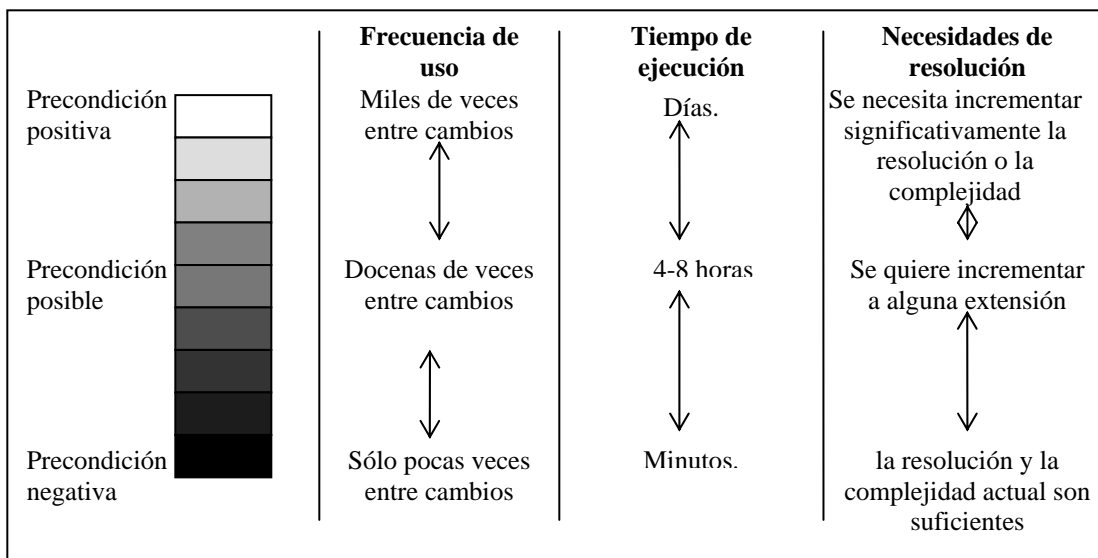 Frecuencia de
uso
Tiempo de
ejecución
Necesidades de
resolución
Precondición
positiva
Miles de veces
entre cambios
Días.
Se necesita incrementar
significativamente la
resolución o la
complejidad
Precondición
posible
Docenas de veces
entre cambios
4-8 horas
Se quiere incrementar
a alguna extensión
Precondición
negativa
Sólo pocas veces
entre cambios
Minutos.
la resolución y la
complejidad actual son
suficientes